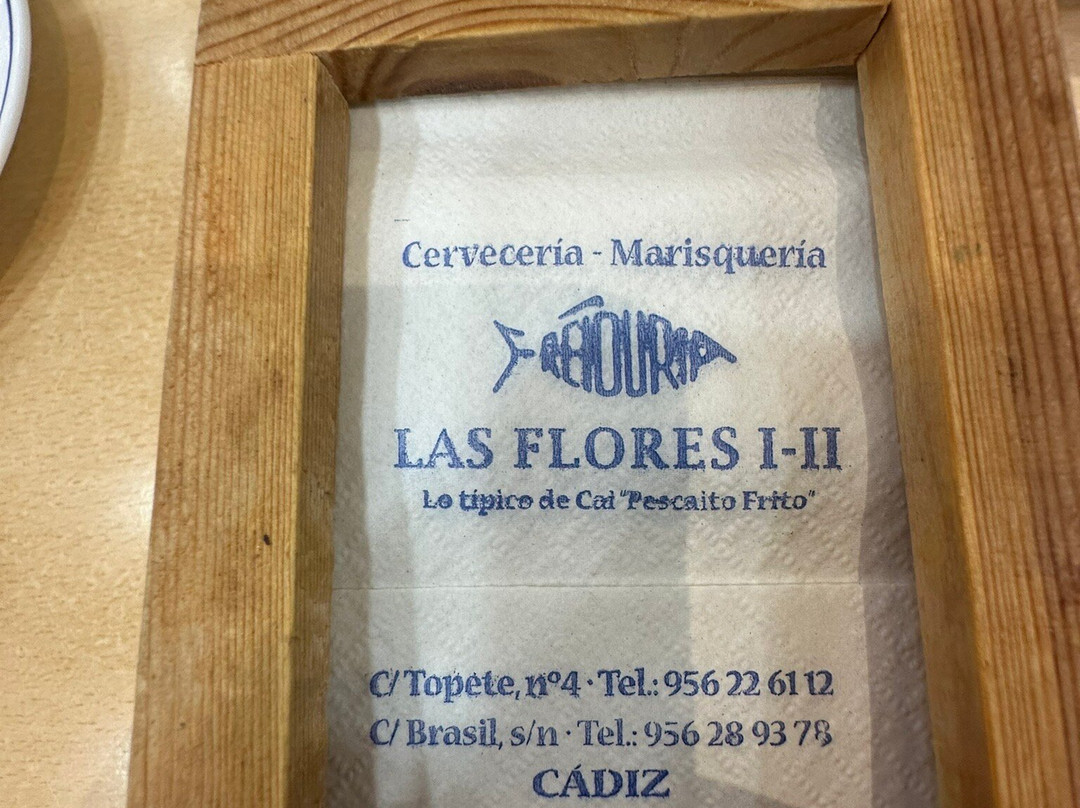 Cervecería - Marisquería
FREIDURIA
LAS FLORES I-II
Lo típico de Cai "Pescaito Frito"
C/ Topete, nº4 · Tel.: 956 22 61 12
C/ Brasil, s/n · Tel.: 956 28 93 78
CÁDIZ